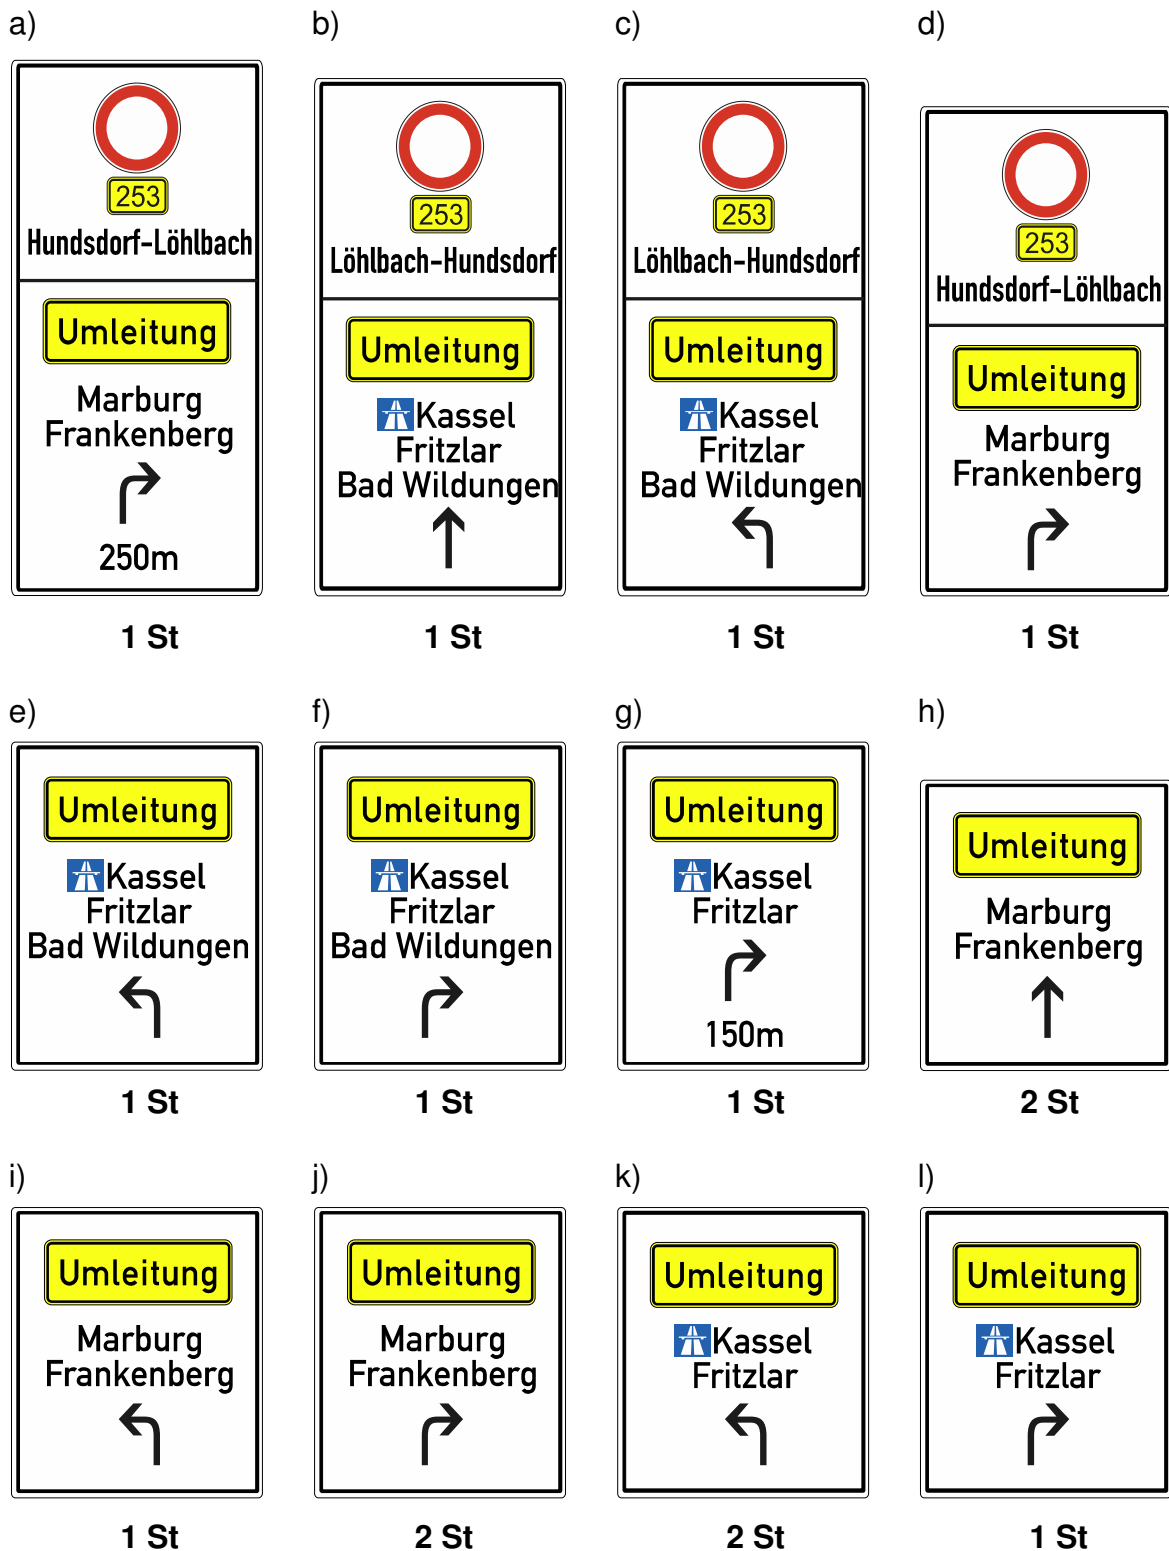 a)
253
Hundsdorf-Löhlbach
Umleitung
Marburg
Frankenberg
250m
1 St
b)
253
Löhlbach-Hundsdorf
Umleitung
Kassel
Fritzlar
Bad Wildungen
1 St
c)
253
Löhlbach-Hundsdorf
Umleitung
Kassel
Fritzlar
Bad Wildungen
1 St
d)
253
Hundsdorf-Löhlbach
Umleitung
Marburg
Frankenberg
1 St
e)
Umleitung
Kassel
Fritzlar
Bad Wildungen
1 St
f)
Umleitung
Kassel
Fritzlar
Bad Wildungen
1 St
g)
Umleitung
Kassel
Fritzlar
150m
1 St
h)
Umleitung
Marburg
Frankenberg
2 St
i)
Umleitung
Marburg
Frankenberg
1 St
j)
Umleitung
Marburg
Frankenberg
2 St
k)
Umleitung
Kassel
Fritzlar
2 St
l)
Umleitung
Kassel
Fritzlar
1 St